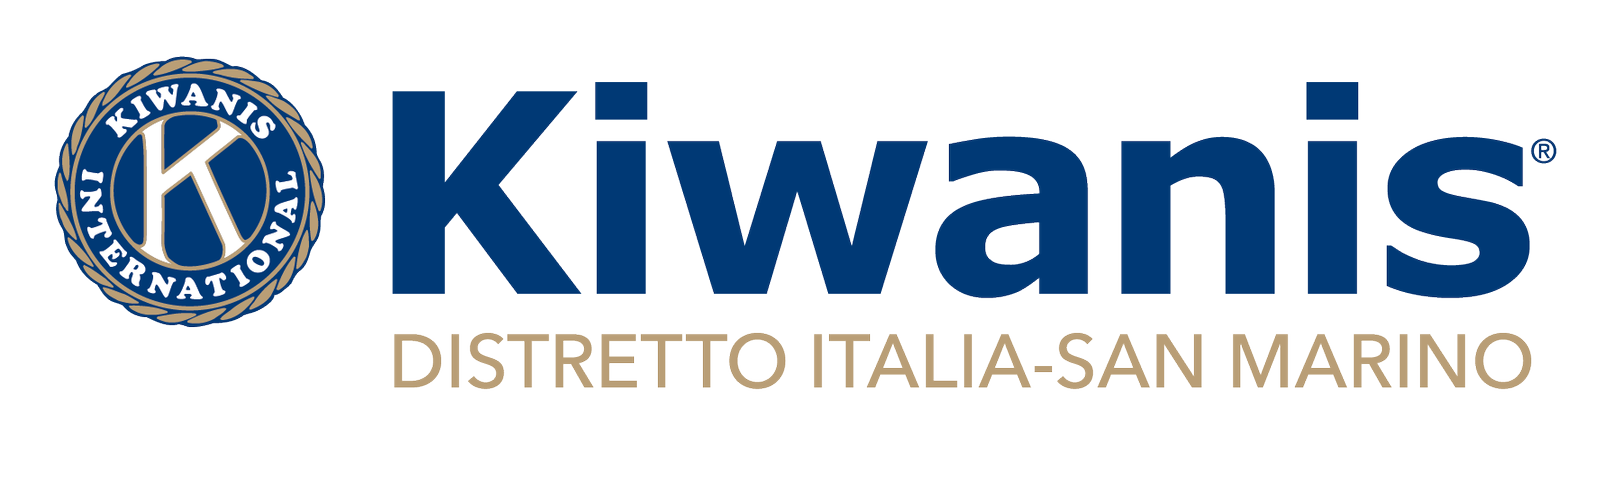 KIWANIS
K
INTERNATIONAL
Kiwanis®
DISTRETTO ITALIA-SAN MARINO